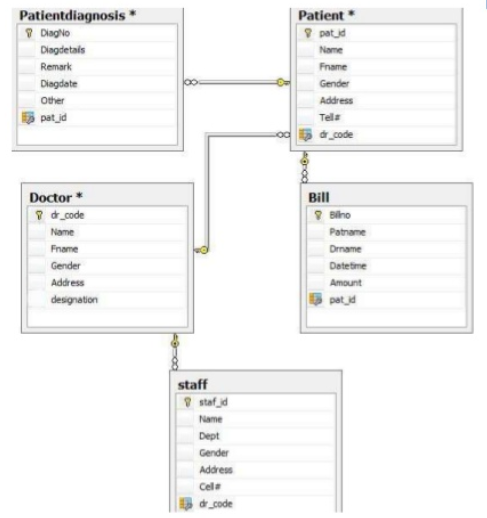 Patientdiagnosis *
DiagNo
Diagdetails
Remark
Diagdate
Other
pat_id
Patient *
pat_id
Name
Fname
Gender
Address
Tell#
dr_code
Doctor *
dr_code
Name
Fname
Gender
Address
designation
Bill
Billno
Patname
Drname
Datetime
Amount
pat_id
staff
staf_id
Name
Dept
Gender
Address
Cell#
dr_code